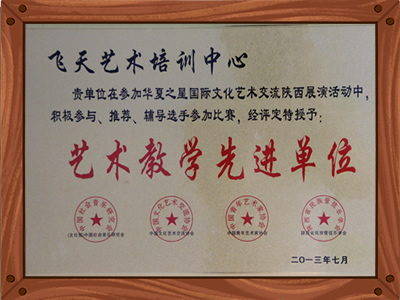 飞天艺术培训中心
贵单位在参加华夏之星国际文化艺术交流陕西展演活动中,
积极参与、推荐、辅导选手参加比赛,经评定特授予:
艺术教学先进单位
二〇一三年七月